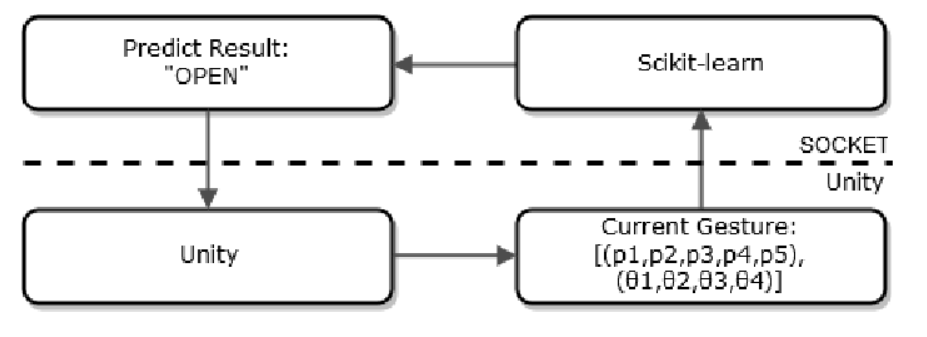 Predict Result:
"OPEN"
Scikit-learn
SOCKET
Unity
Unity
Current Gesture:
[(p1,p2,p3,p4,p5),
(θ1,θ2,θ3,θ4)]